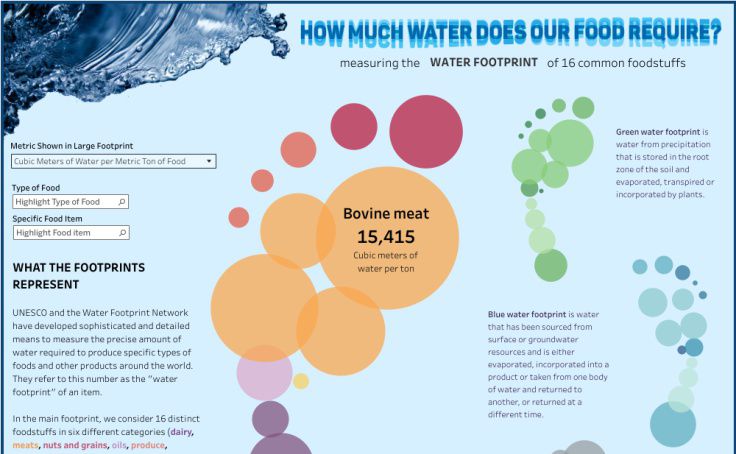 HOW MUCH WATER DOES OUR FOOD REQUIRE?
measuring the WATER FOOTPRINT of 16 common foodstuffs
Metric Shown in Large Footprint
Cubic Meters of Water per Metric Ton of Food
Type of Food
Highlight Type of Food
Specific Food Item
Highlight Food item
WHAT THE FOOTPRINTS
REPRESENT
UNESCO and the Water Footprint Network
have developed sophisticated and detailed
means to measure the precise amount of
water required to produce specific types of
foods and other products around the world.
They refer to this number as the "water
footprint" of an item.
In the main footprint, we consider 16 distinct
foodstuffs in six different categories (dairy,
meats, nuts and grains, oils, produce,
Bovine meat
15,415
Cubic meters of
water per ton
Green water footprint is
water from precipitation
that is stored in the root
zone of the soil and
evaporated, transpired or
incorporated by plants.
Blue water footprint is water
that has been sourced from
surface or groundwater
resources and is either
evaporated, incorporated into a
product or taken from one body
of water and returned to
another, or returned at a
different time.